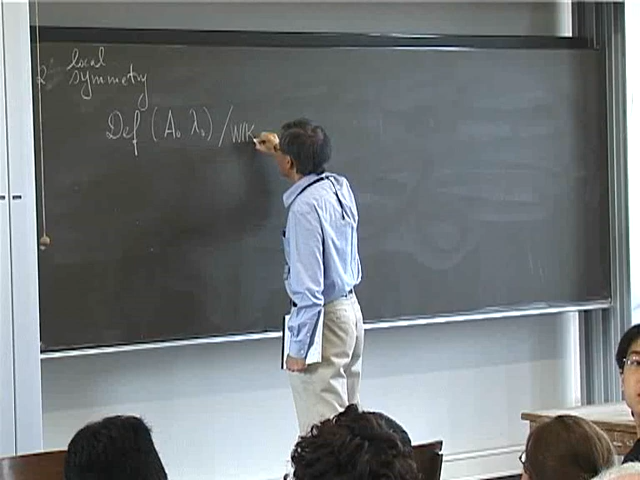 local
symmetry
Def (A₀ λ₀) / W(K